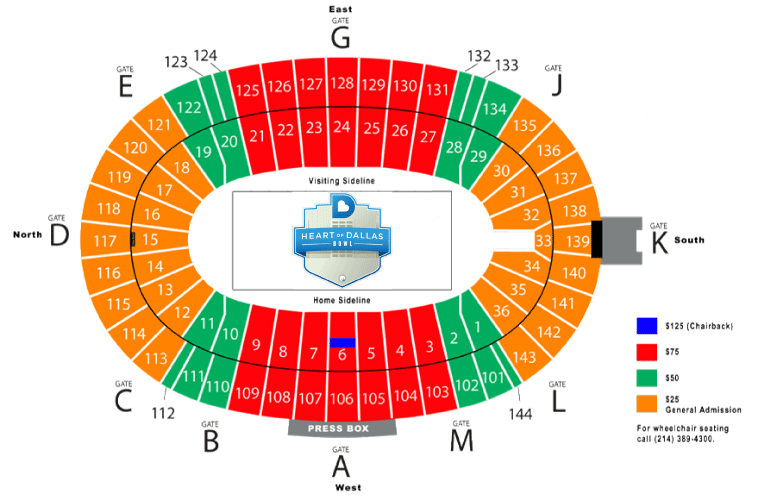 East
GATE
G
124
123
132
133
GATE
E
GATE
J
125
126
127
128
129
130
131
122
134
121
135
120
136
119
137
118
138
117
139
116
140
115
141
114
142
113
143
21
22
23
24
25
26
27
20
28
19
29
18
30
17
31
16
32
15
33
14
34
13
35
12
36
Visiting Sideline
HEART OF DALLAS
BOWL
Home Sideline
North
GATE
D
GATE
K
South
11
10
9
8
7
6
5
4
3
2
1
112
111
110
109
108
107
106
105
104
103
102
101
144
PRESS BOX
GATE
C
GATE
B
GATE
A
West
GATE
M
GATE
L
$125 (Chairback)
$75
$50
$25
General Admission
For wheelchair seating
call (214) 389-4300.